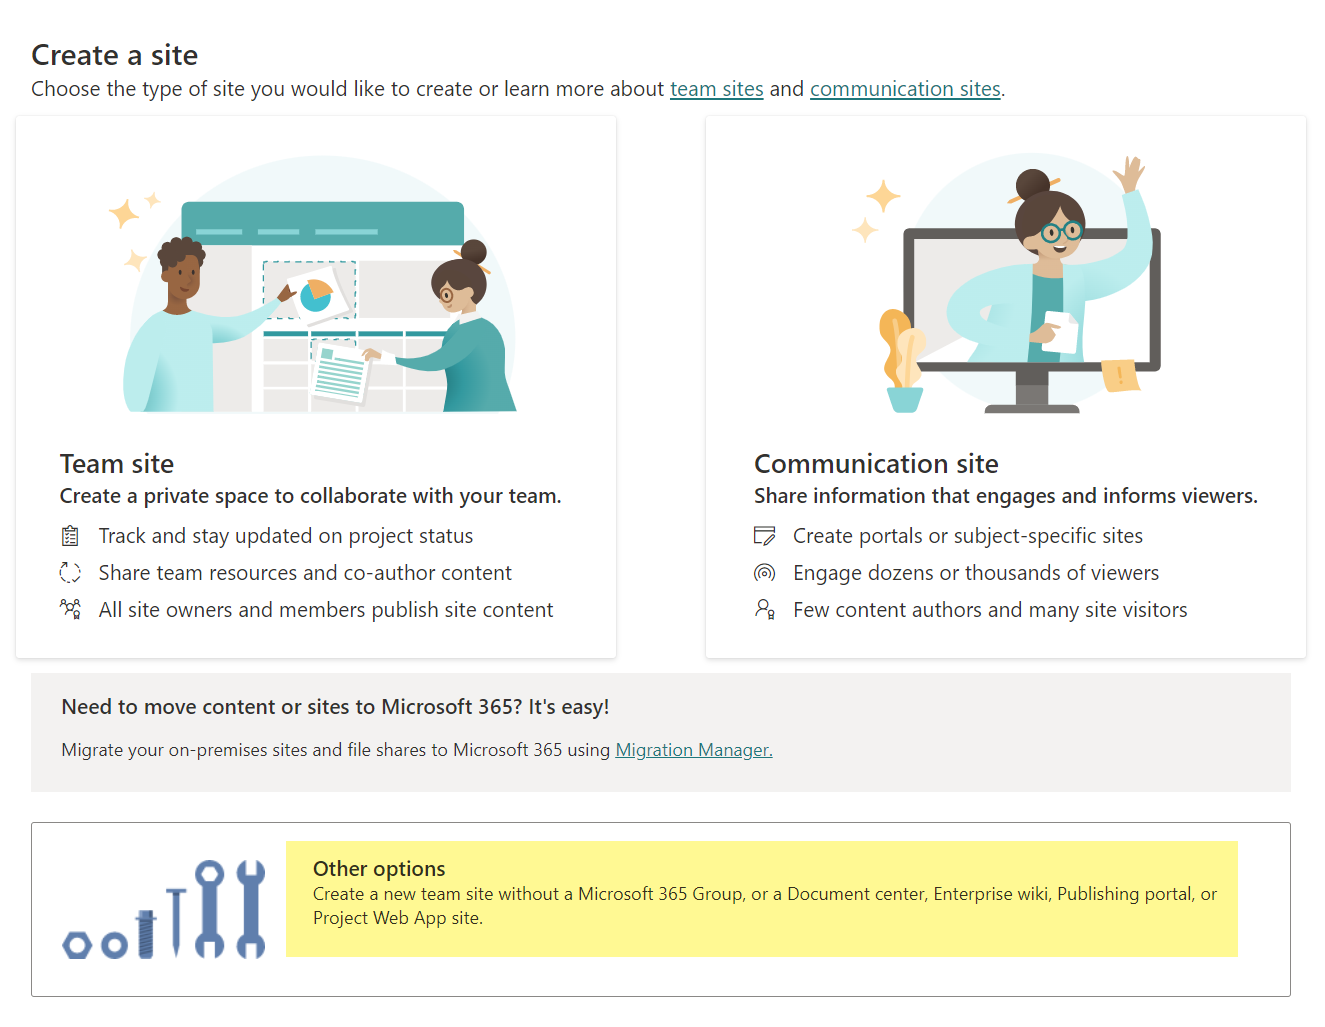 Create a site
Choose the type of site you would like to create or learn more about team sites and communication sites.
Team site
Create a private space to collaborate with your team.
Track and stay updated on project status
Share team resources and co-author content
All site owners and members publish site content
Communication site
Share information that engages and informs viewers.
Create portals or subject-specific sites
Engage dozens or thousands of viewers
Few content authors and many site visitors
Need to move content or sites to Microsoft 365? It's easy!
Migrate your on-premises sites and file shares to Microsoft 365 using Migration Manager.
Other options
Create a new team site without a Microsoft 365 Group, or a Document center, Enterprise wiki, Publishing portal, or
Project Web App site.